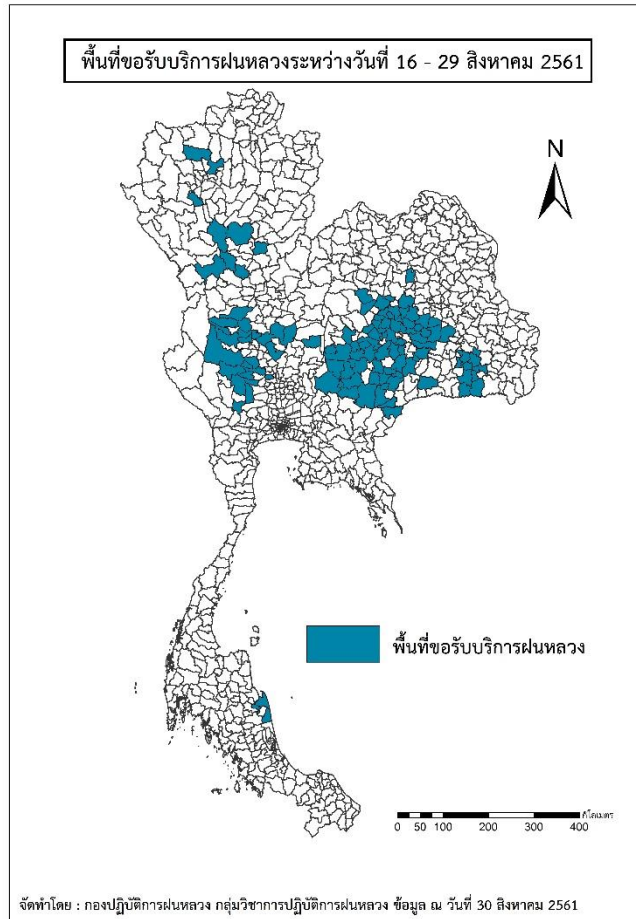 พื้นที่ขอรับบริการฝนหลวงระหว่างวันที่ 16 - 29 สิงหาคม 2561
N
พื้นที่ขอรับบริการฝนหลวง
กิโลเมตร
0 50 100 200 300 400
จัดทำโดย : กองปฏิบัติการฝนหลวง กลุ่มวิชาการปฏิบัติการฝนหลวง ข้อมูล ณ วันที่ 30 สิงหาคม 2561